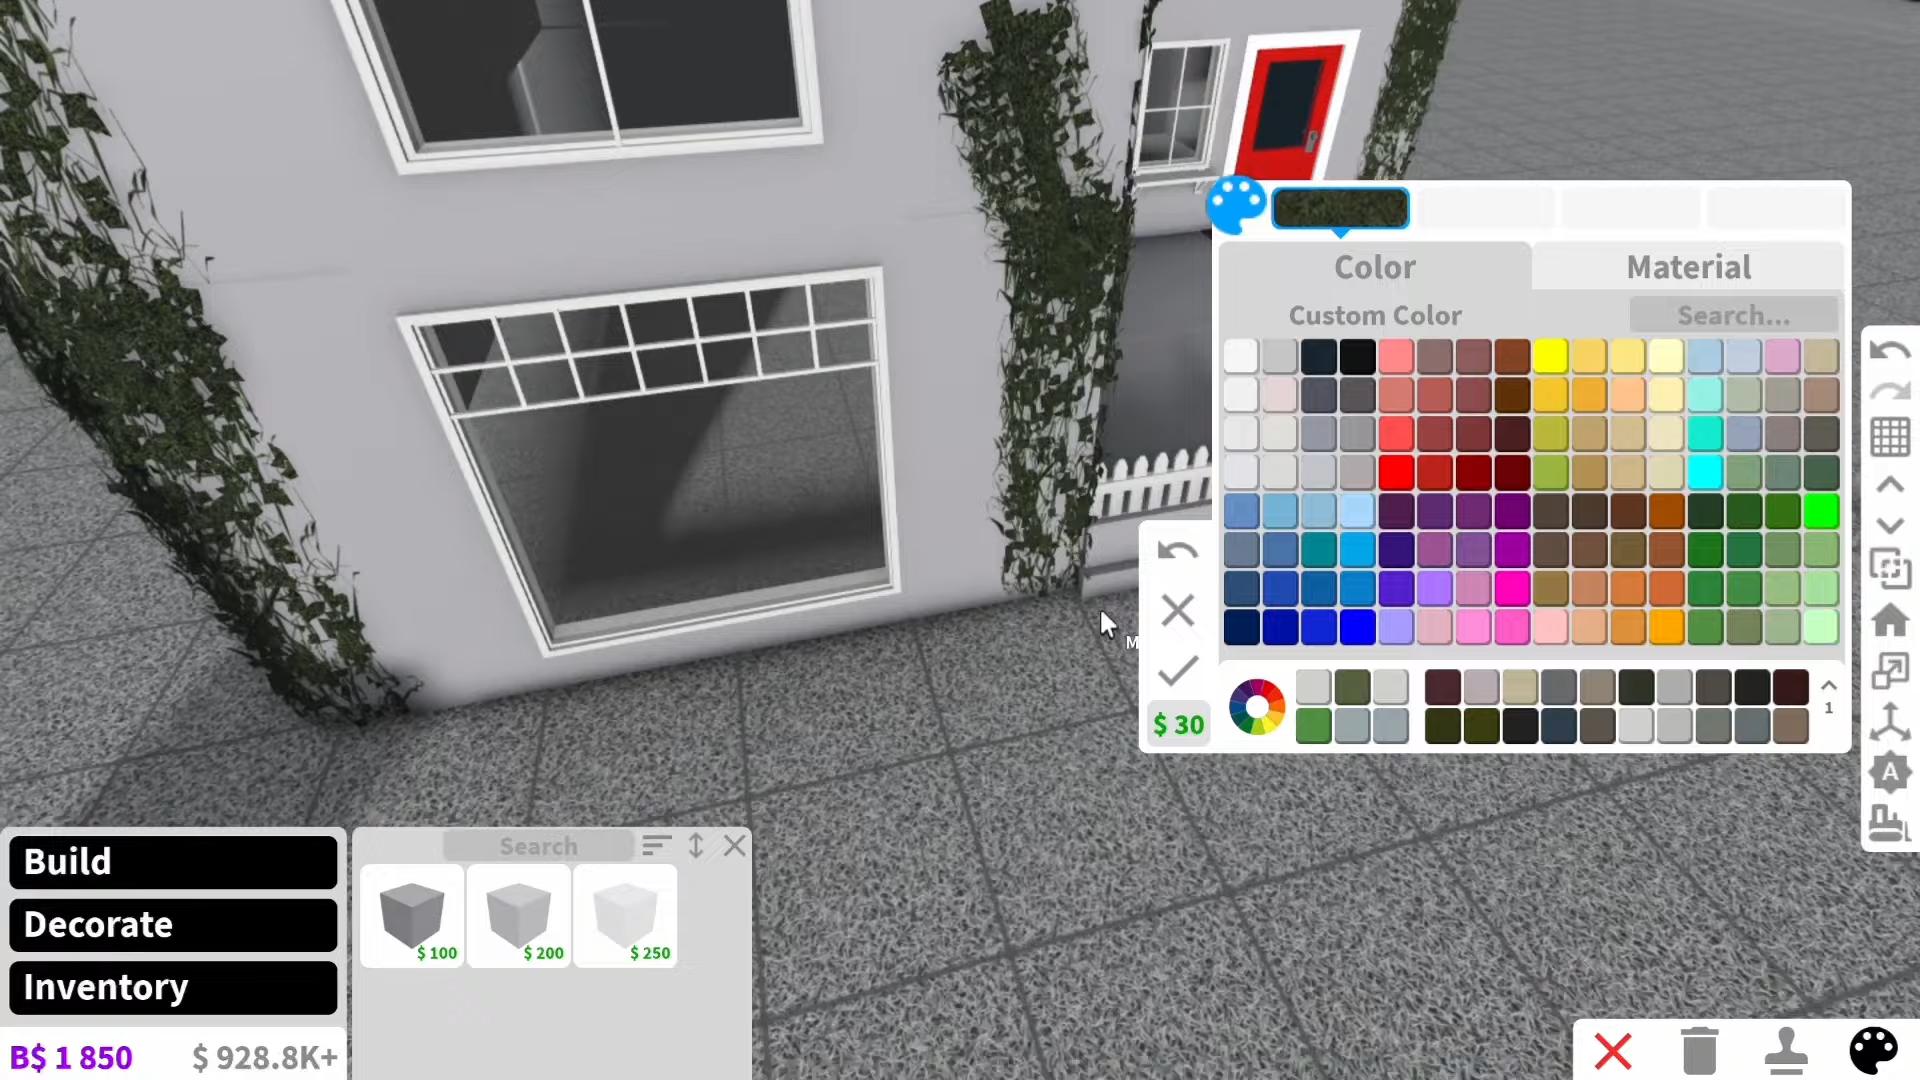 Color
Material
Custom Color
Search...
M
$ 30
1
A
Build
Decorate
Inventory
B$ 1 850
$ 928.8K+
Search
$ 100
$ 200
$ 250